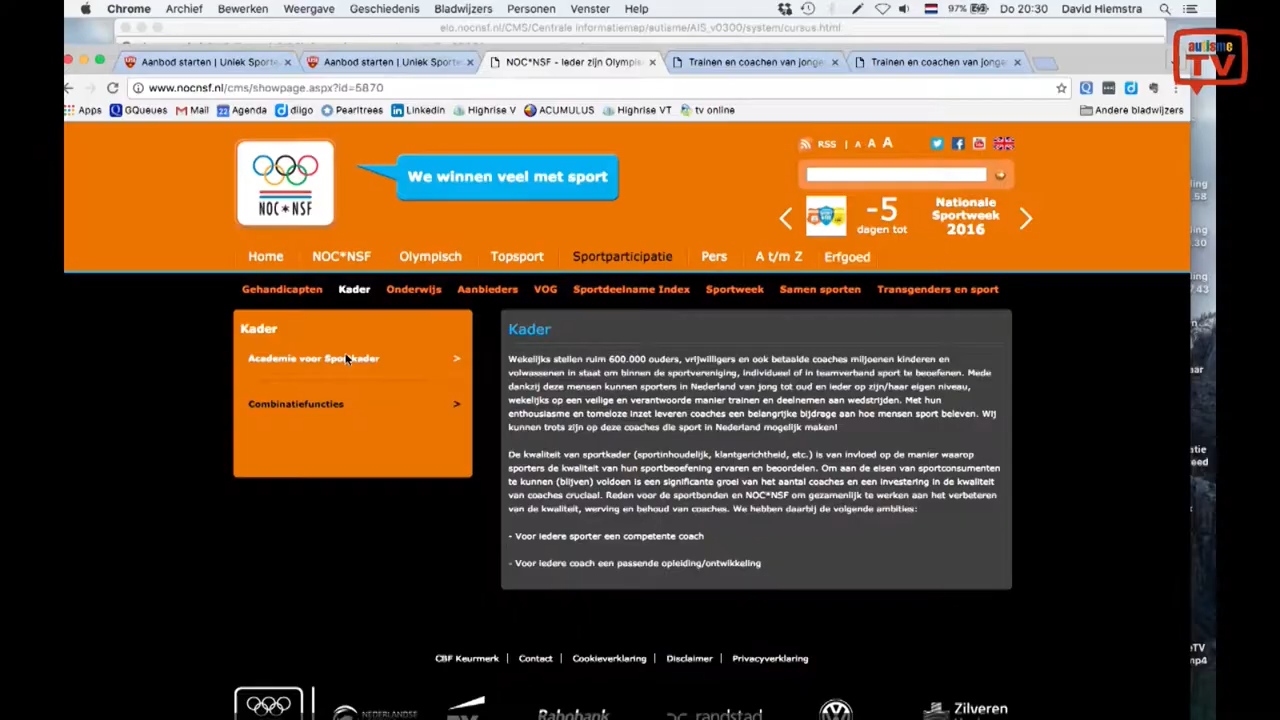 Chrome Archief Bewerken Weergave Geschiedenis Bladwijzers Personen Venster Help 97% Do 20:30 David Hiemstra
elo.nocnsf.nl/CMS/Centrale informatiemap/autisme/AIS_v0300/system/cursus.html
autisme
TV
Aanbod starten | Uniek Sporte Aanbod starten | Uniek Sporte NOC*NSF - Ieder zijn Olympis Trainen en coachen van jonge Trainen en coachen van jonge
www.nocnsf.nl/cms/showpage.aspx?id=5870
Apps GQueues Mail Agenda diigo Pearltrees Linkedin Highrise V ACUMULUS Highrise VT tv online Andere bladwijzers
NOC*NSF
We winnen veel met sport
RSS | A A A
-5
dagen tot
Nationale
Sportweek
2016
Home NOC*NSF Olympisch Topsport Sportparticipatie Pers A t/m Z Erfgoed
Gehandicapten Kader Onderwijs Aanbieders VOG Sportdeelname Index Sportweek Samen sporten Transgenders en sport
Kader
Academie voor Sportkader >
Combinatiefuncties >
Kader
Wekelijks stellen ruim 600.000 ouders, vrijwilligers en ook betaalde coaches miljoenen kinderen en
volwassenen in staat om binnen de sportvereniging, individueel of in teamverband sport te beoefenen. Mede
dankzij deze mensen kunnen sporters in Nederland van jong tot oud en ieder op zijn/haar eigen niveau,
wekelijks op een veilige en verantwoorde manier trainen en deelnemen aan wedstrijden. Met hun
enthousiasme en tomeloze inzet leveren coaches een belangrijke bijdrage aan hoe mensen sport beleven. Wij
kunnen trots zijn op deze coaches die sport in Nederland mogelijk maken!
De kwaliteit van sportkader (sportinhoudelijk, klantgerichtheid, etc.) is van invloed op de manier waarop
sporters de kwaliteit van hun sportbeoefening ervaren en beoordelen. Om aan de eisen van sportconsumenten
te kunnen (blijven) voldoen is een significante groei van het aantal coaches en een investering in de kwaliteit
van coaches cruciaal. Reden voor de sportbonden en NOC*NSF om gezamenlijk te werken aan het verbeteren
van de kwaliteit, werving en behoud van coaches. We hebben daarbij de volgende ambities:
- Voor iedere sporter een competente coach
- Voor iedere coach een passende opleiding/ontwikkeling
CBF Keurmerk | Contact | Cookieverklaring | Disclaimer | Privacyverklaring
NEDERLANDSE Rabobank randstad Zilveren